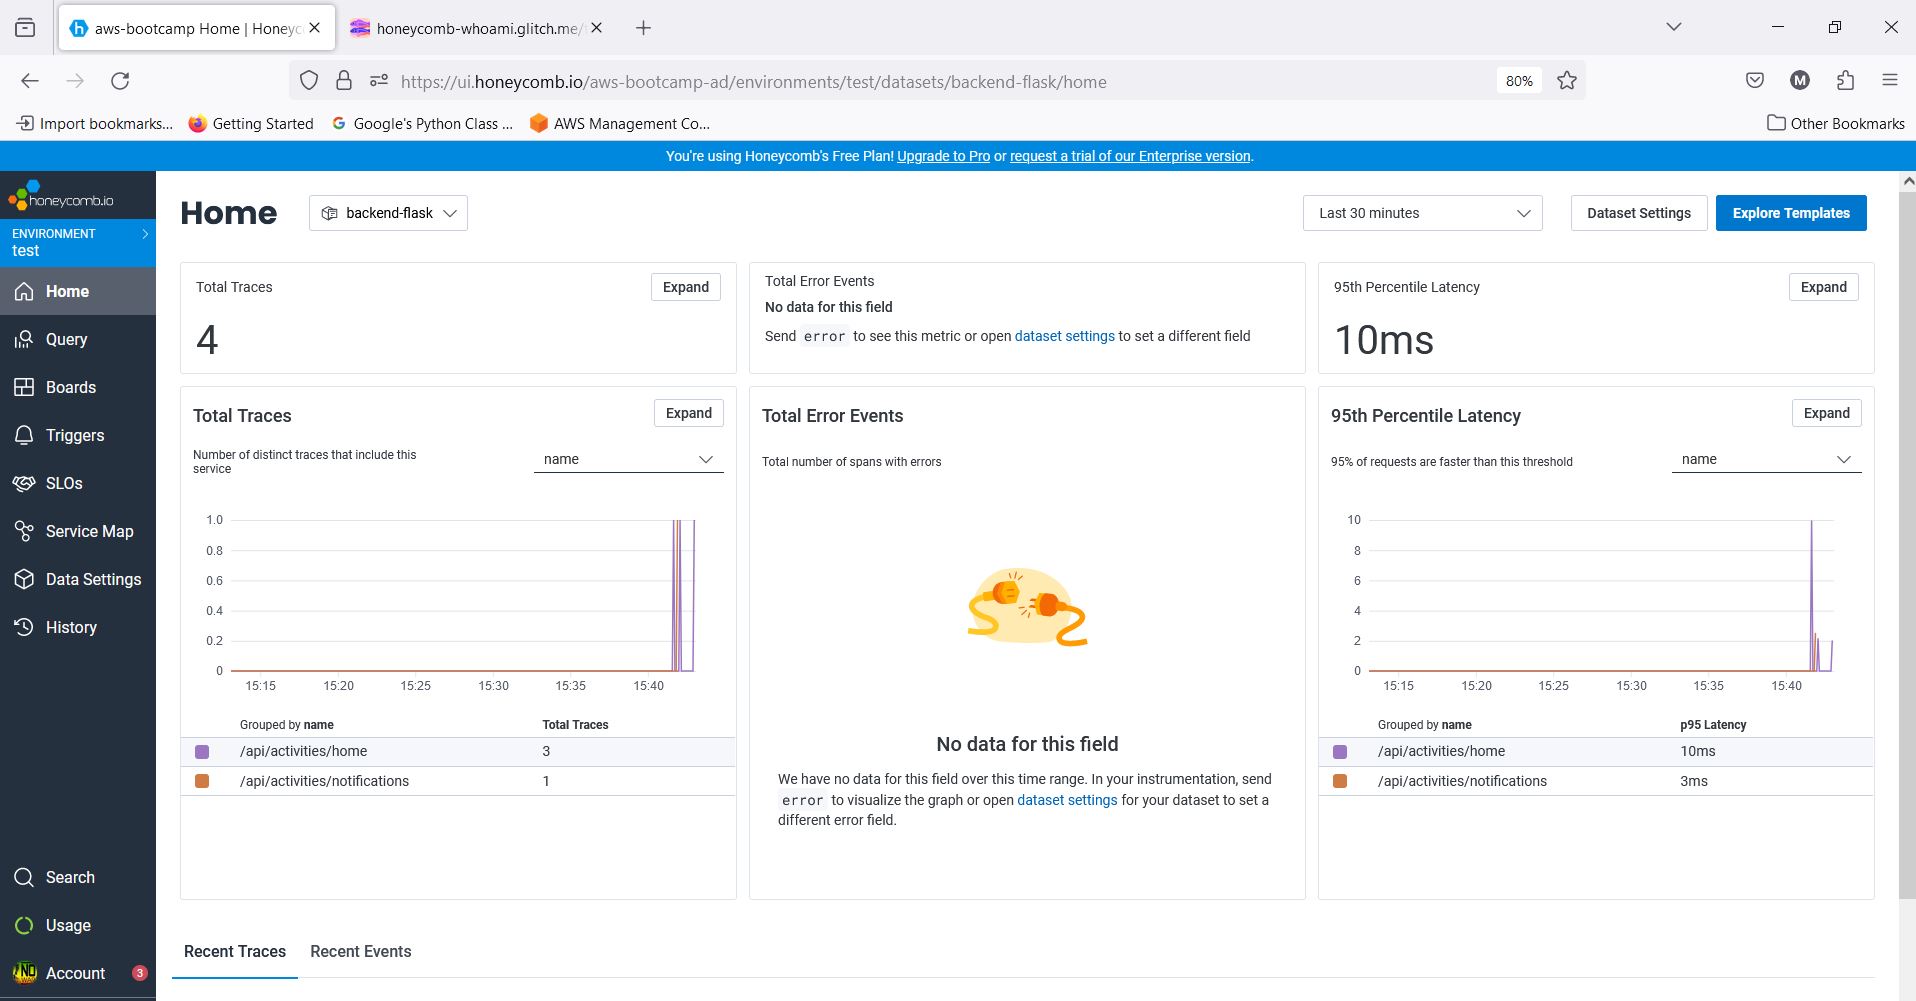 aws-bootcamp Home | Honeyc
honeycomb-whoami.glitch.me/
https://ui.honeycomb.io/aws-bootcamp-ad/environments/test/datasets/backend-flask/home
80%
M
Import bookmarks...
Getting Started
Google's Python Class ...
AWS Management Co...
Other Bookmarks
You're using Honeycomb's Free Plan! Upgrade to Pro or request a trial of our Enterprise version.
honeycomb.io
ENVIRONMENT
test
Home
Query
Boards
Triggers
SLOs
Service Map
Data Settings
History
Search
Usage
Account
3
Home
backend-flask
Last 30 minutes
Dataset Settings
Explore Templates
Total Traces
Expand
4
Total Error Events
No data for this field
Send error to see this metric or open dataset settings to set a different field
95th Percentile Latency
Expand
10ms
Total Traces
Expand
Number of distinct traces that include this
service
name
1.0
0.8
0.6
0.4
0.2
0
15:15 15:20 15:25 15:30 15:35 15:40
Grouped by name Total Traces
/api/activities/home 3
/api/activities/notifications 1
Total Error Events
Total number of spans with errors
No data for this field
We have no data for this field over this time range. In your instrumentation, send
error to visualize the graph or open dataset settings for your dataset to set a
different error field.
95th Percentile Latency
Expand
95% of requests are faster than this threshold
name
10
8
6
4
2
0
15:15 15:20 15:25 15:30 15:35 15:40
Grouped by name p95 Latency
/api/activities/home 10ms
/api/activities/notifications 3ms
Recent Traces
Recent Events